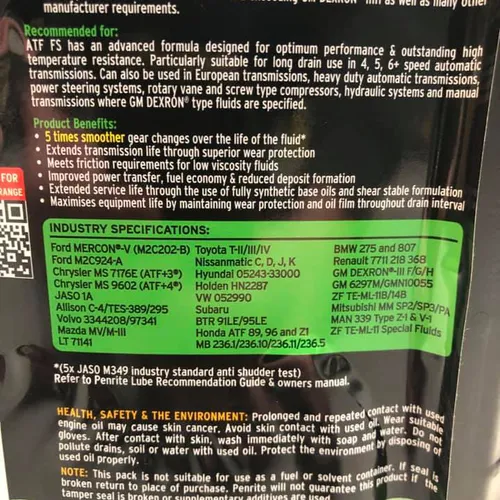 manufacturer requirements.
Recommended for:
ATF FS has an advanced formula designed for optimum performance & outstanding high
temperature resistance. Particularly suitable for long drain use in 4, 5, 6+ speed automatic
transmissions. Can also be used in European transmissions, heavy duty automatic transmissions,
power steering systems, rotary vane and screw type compressors, hydraulic systems and manual
transmissions where GM DEXRON® type fluids are specified.
Product Benefits:
• 5 times smoother gear changes over the life of the fluid*
• Extends transmission life through superior wear protection
• Meets friction requirements for low viscosity fluids
• Improved power transfer, fuel economy & reduced deposit formation
• Extended service life through the use of fully synthetic base oils and shear stable formulation
• Maximises equipment life by maintaining wear protection and oil film throughout drain interval
FOR
RANGE
INDUSTRY SPECIFICATIONS:
Ford MERCON®-V (M2C202-B) Toyota T-II/III/IV BMW 275 and 807
Ford M2C924-A Nissanmatic C, D, J, K Renault 7711 218 368
Chrysler MS 7176E (ATF+3®) Hyundai 05243-33000 GM DEXRON®-III F/G/H
Chrysler MS 9602 (ATF+4®) Holden HN2287 GM 6297M/GMN10055
JASO 1A VW 052990 ZF TE-ML-11B/14B
Allison C-4/TES-389/295 Subaru Mitsubishi MM SP2/SP3/PA
Volvo 3344208/97341 BTR 91LE/95LE MAN 339 Type Z-1 & V-1
Mazda MV/M-III Honda ATF 89, 96 and Z1 ZF TE-ML-11 Special Fluids
LT 71141 MB 236.1/236.10/236.11/236.5
*(5x JASO M349 industry standard anti shudder test)
Refer to Penrite Lube Recommendation Guide & owners manual.
HEALTH, SAFETY & THE ENVIRONMENT: Prolonged and repeated contact with used
engine oil may cause skin cancer. Avoid skin contact with used oil. Wear suitable
gloves. After contact with skin, wash immediately with soap and water. Do not
pollute drains, soil or water with used oil. Protect the environment by disposing of
used oil properly.
NOTE: This pack is not suitable for use as a fuel or solvent container. If seal is
broken return to place of purchase. Penrite will not guarantee this product if the
tamper seal is broken or supplementary additives are used.